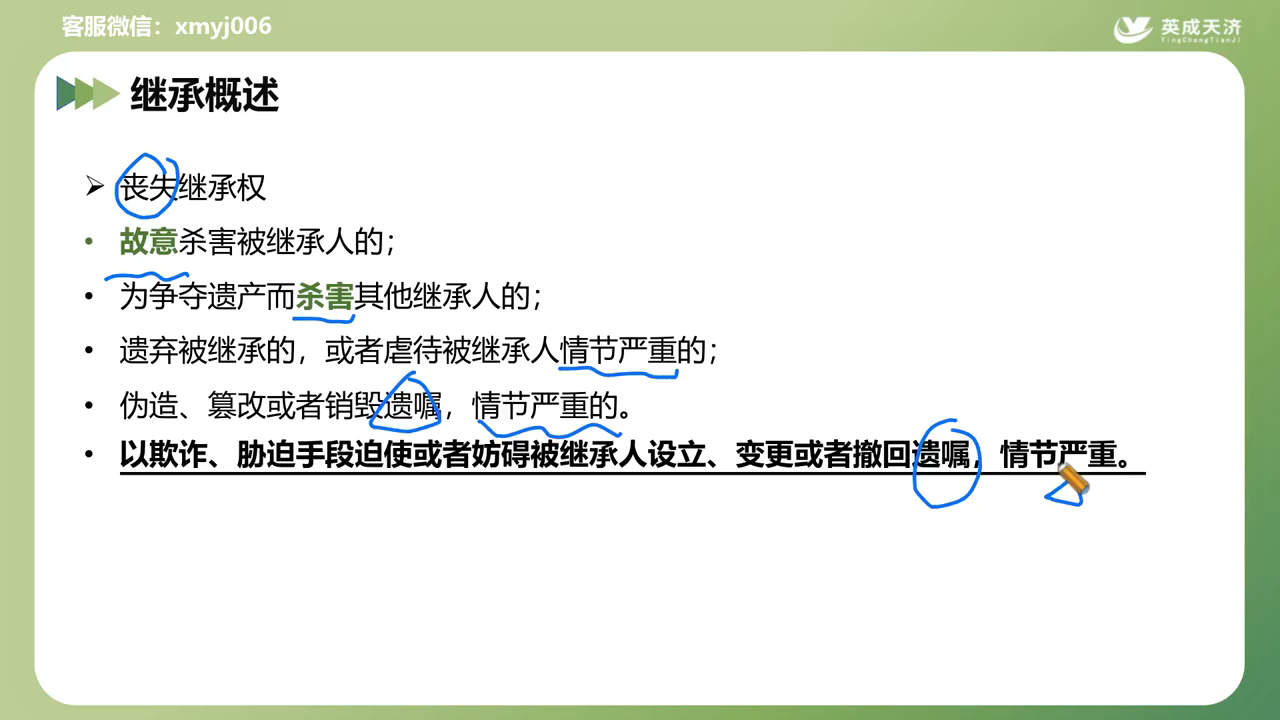 客服微信：xmyj006
英成天济
YingChengTianJi
继承概述
丧失继承权
故意杀害被继承人的；
为争夺遗产而杀害其他继承人的；
遗弃被继承的，或者虐待被继承人情节严重的；
伪造、篡改或者销毁遗嘱，情节严重的。
以欺诈、胁迫手段迫使或者妨碍被继承人设立、变更或者撤回遗嘱，情节严重。